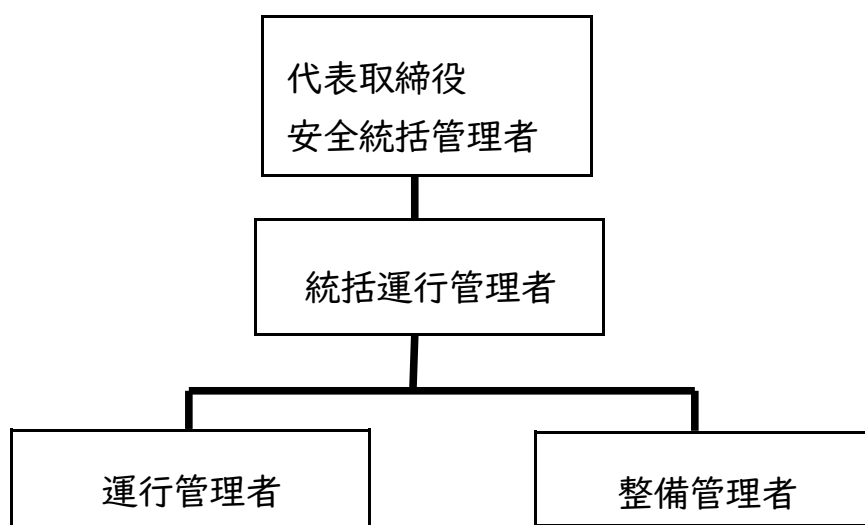 代表取締役
安全統括管理者
統括運行管理者
運行管理者
整備管理者